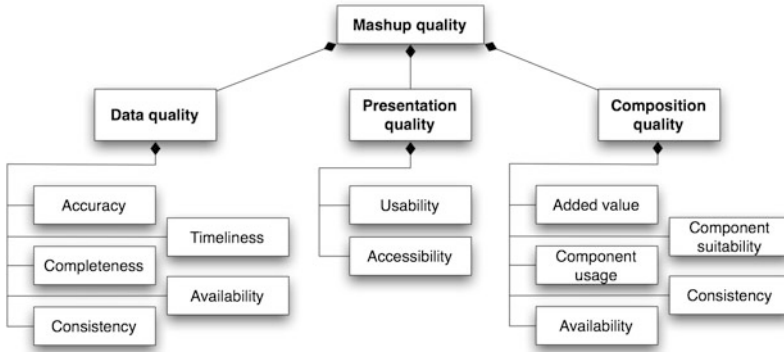 Mashup quality
Data quality
Presentation
quality
Composition
quality
Accuracy
Timeliness
Completeness
Availability
Consistency
Usability
Accessibility
Added value
Component
suitability
Component
usage
Consistency
Availability